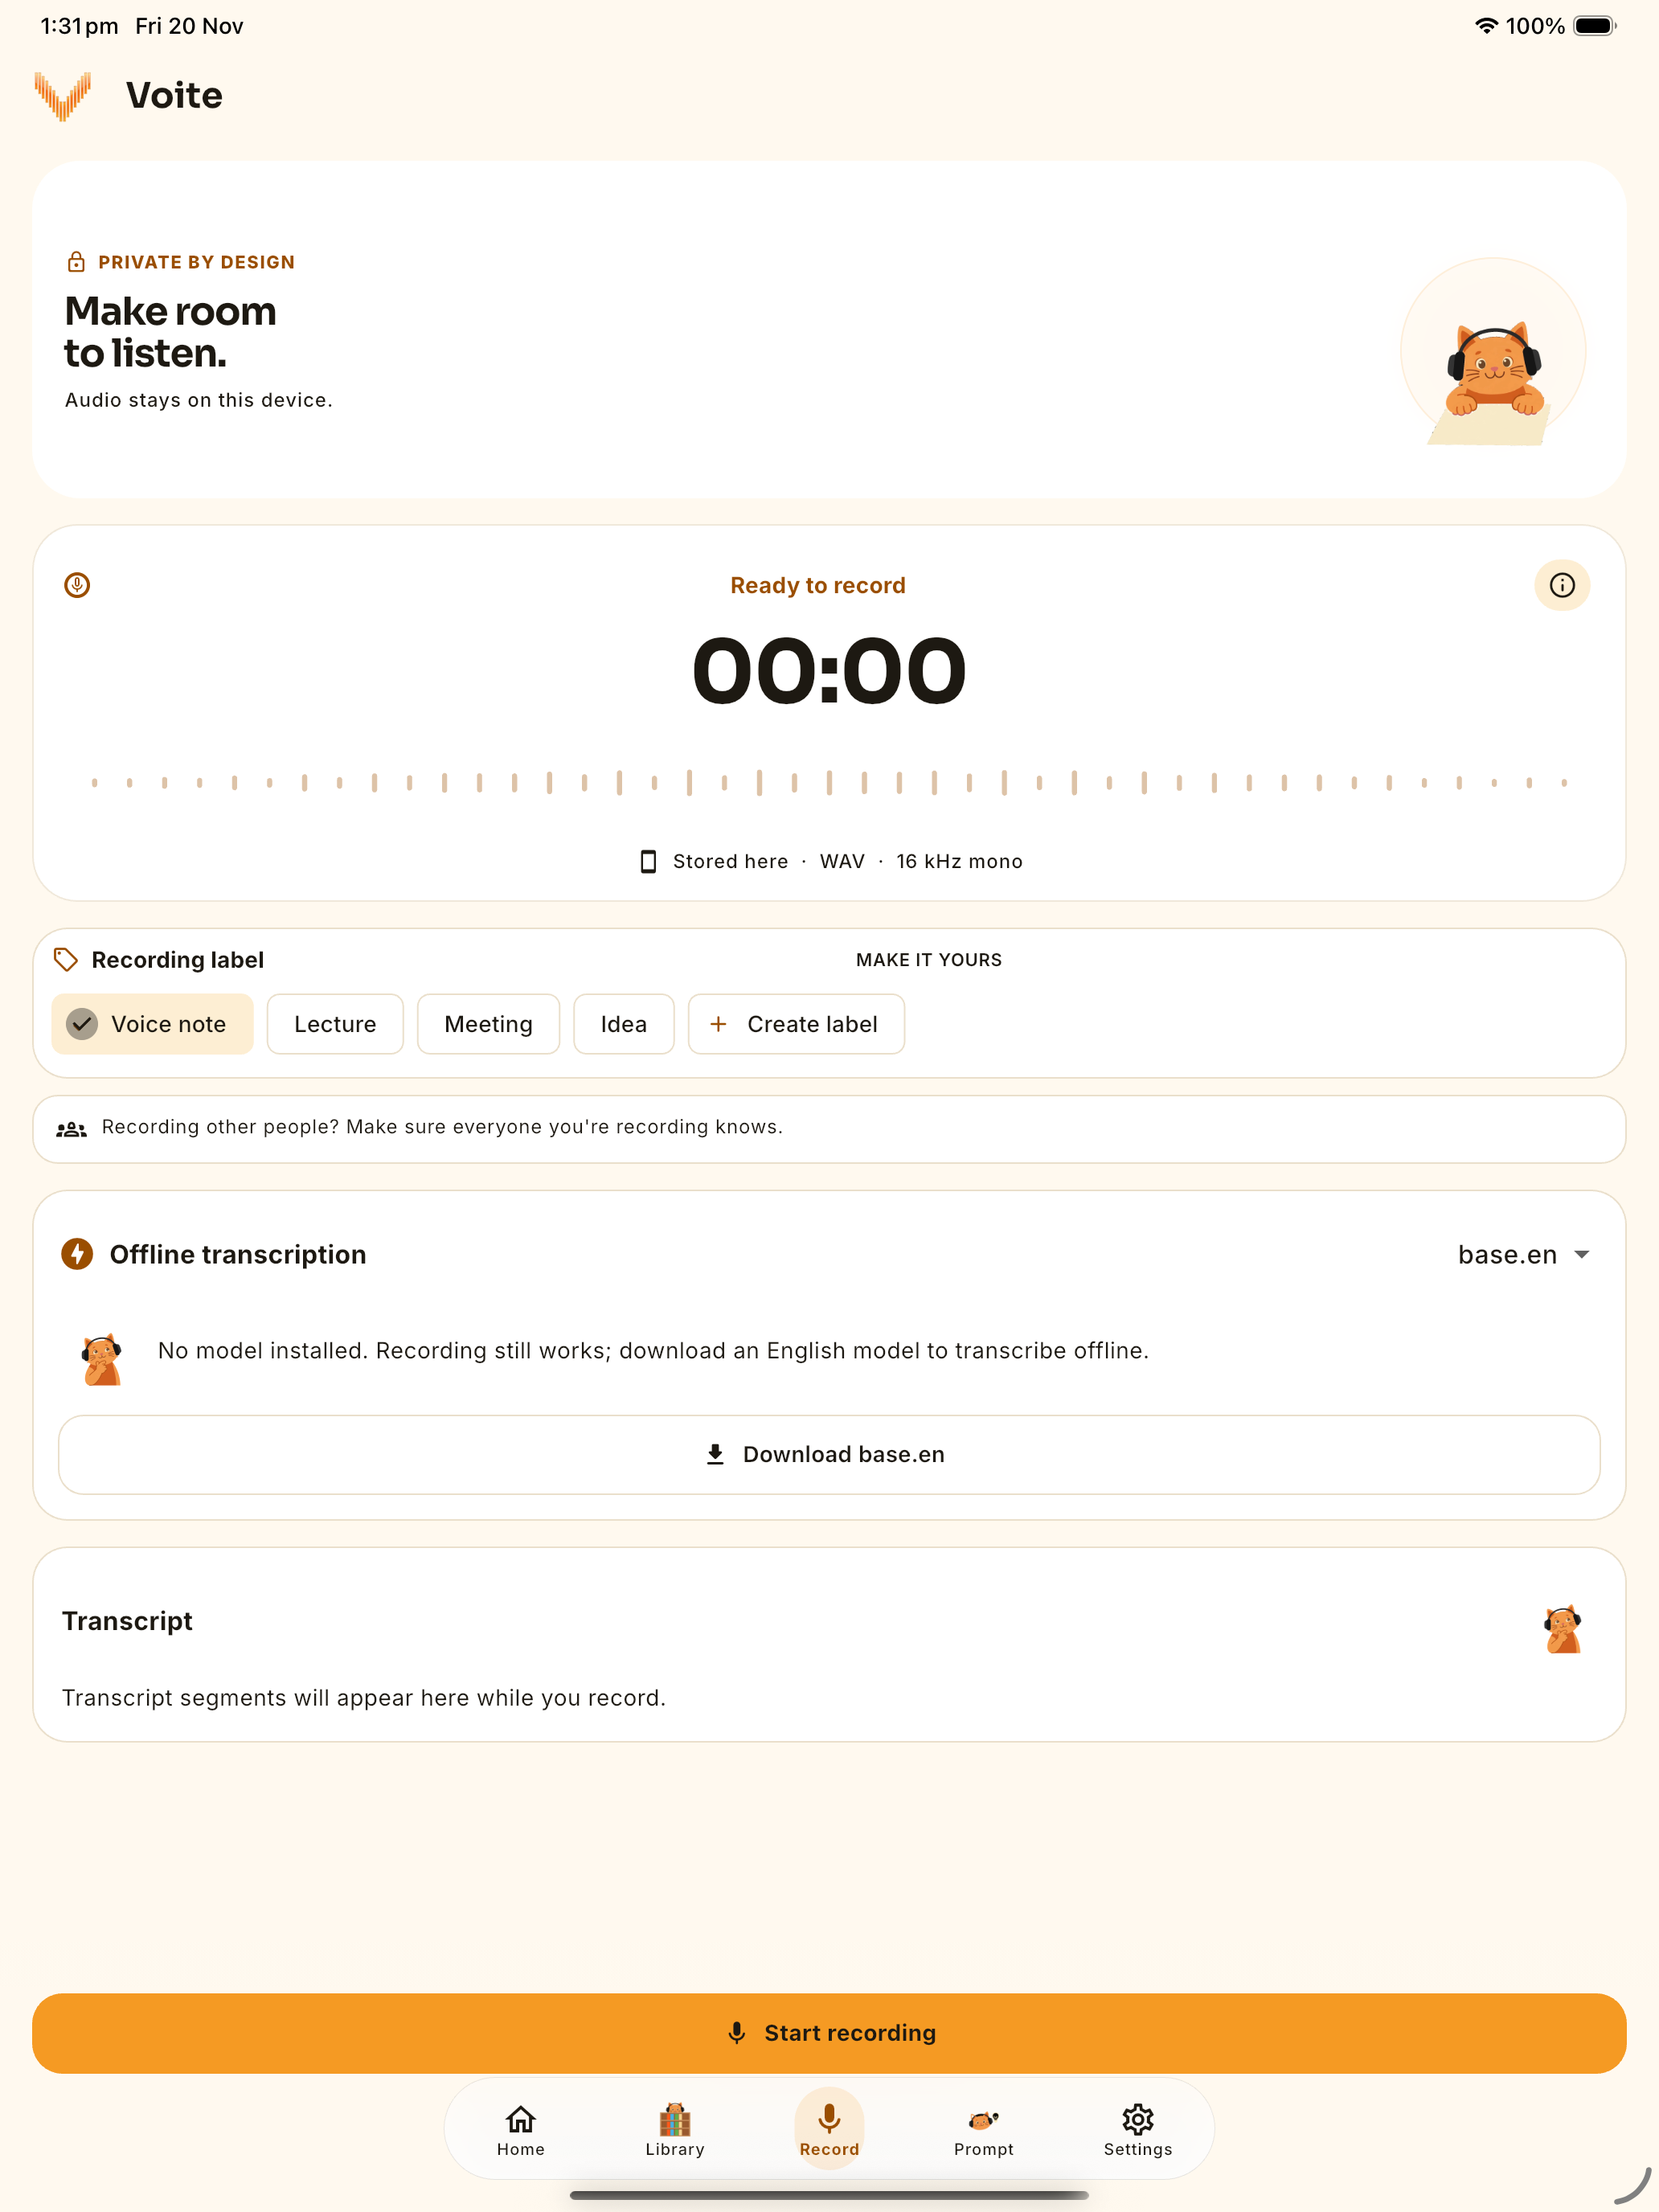 1:31 pm Fri 20 Nov
100%
Voite
PRIVATE BY DESIGN
Make room
to listen.
Audio stays on this device.
Ready to record
00:00
Stored here · WAV · 16 kHz mono
Recording label
MAKE IT YOURS
Voice note
Lecture
Meeting
Idea
Create label
Recording other people? Make sure everyone you're recording knows.
Offline transcription
base.en
No model installed. Recording still works; download an English model to transcribe offline.
Download base.en
Transcript
Transcript segments will appear here while you record.
Start recording
Home
Library
Record
Prompt
Settings